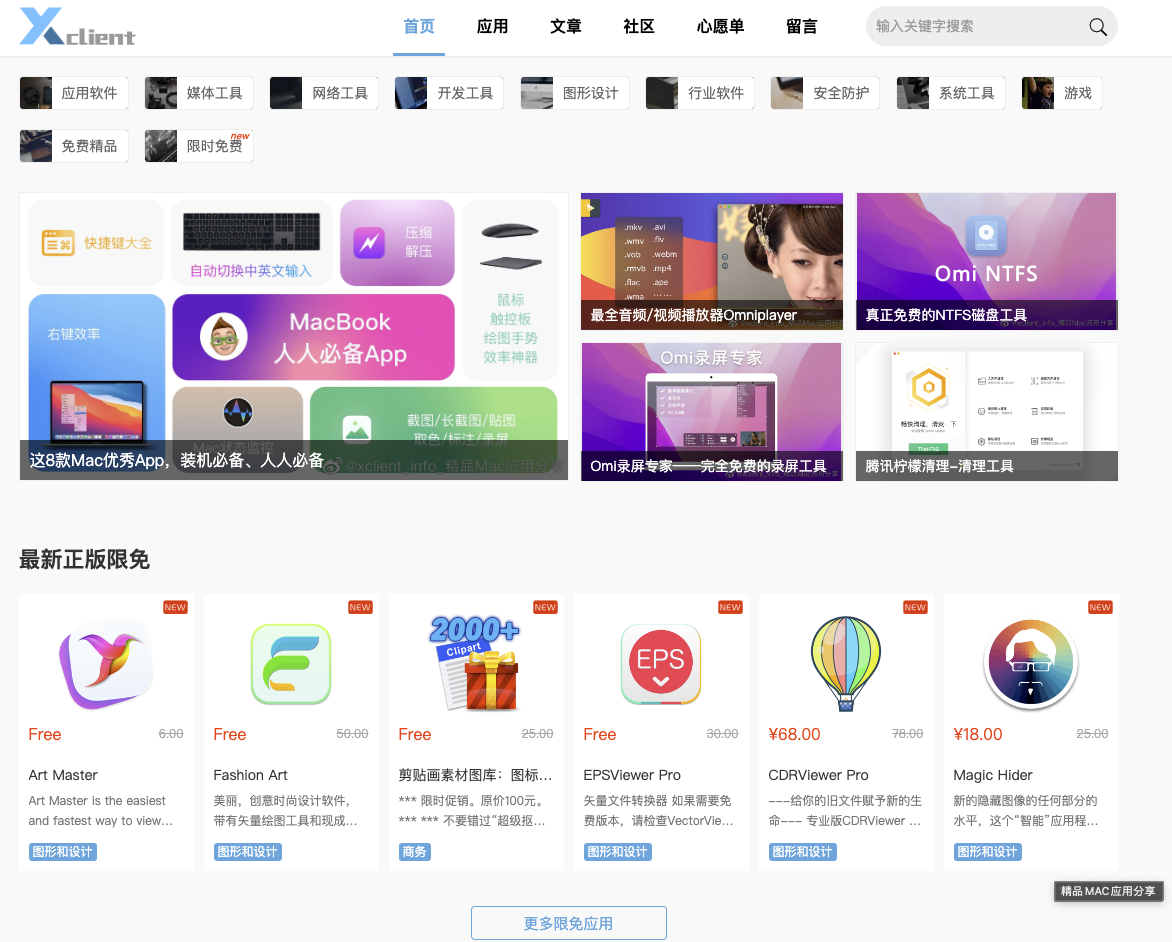 Xclient
首页
应用
文章
社区
心愿单
留言
输入关键字搜索
应用软件
媒体工具
网络工具
开发工具
图形设计
行业软件
安全防护
系统工具
游戏
免费精品
限时免费
new
快捷键大全
自动切换中英文输入
压缩
解压
鼠标
触控板
绘图手势
效率神器
右键效率
MacBook
人人必备App
Mac状态监控
截图/长截图/贴图
取色/标注/录屏
@xclient_info_精品Mac应用分享
这8款Mac优秀App，装机必备、人人必备
.mkv .avi
.wmv .flv
.vob .webm
.rmvb .mp4
.flac .ape
.wma ......
最全音频/视频播放器Omniplayer
Omi NTFS
真正免费的NTFS磁盘工具
Omi录屏专家
Omi录屏专家——完全免费的录屏工具
畅快清理，清爽一下
腾讯柠檬清理-清理工具
最新正版限免
NEW
Free
6.00
Art Master
Art Master is the easiest
and fastest way to view...
图形和设计
NEW
Free
50.00
Fashion Art
美丽，创意时尚设计软件，
带有矢量绘图工具和现成...
图形和设计
NEW
2000+
Clipart
Free
25.00
剪贴画素材图库：图标...
*** 限时促销。原价100元。
*** *** 不要错过“超级抠...
商务
NEW
EPS
Free
30.00
EPSViewer Pro
矢量文件转换器 如果需要免
费版本，请检查VectorVie...
图形和设计
NEW
¥68.00
78.00
CDRViewer Pro
---给你的旧文件赋予新的生
命--- 专业版CDRViewer ...
图形和设计
NEW
¥18.00
25.00
Magic Hider
新的隐藏图像的任何部分的
水平，这个“智能”应用程...
图形和设计
精品MAC应用分享
更多限免应用